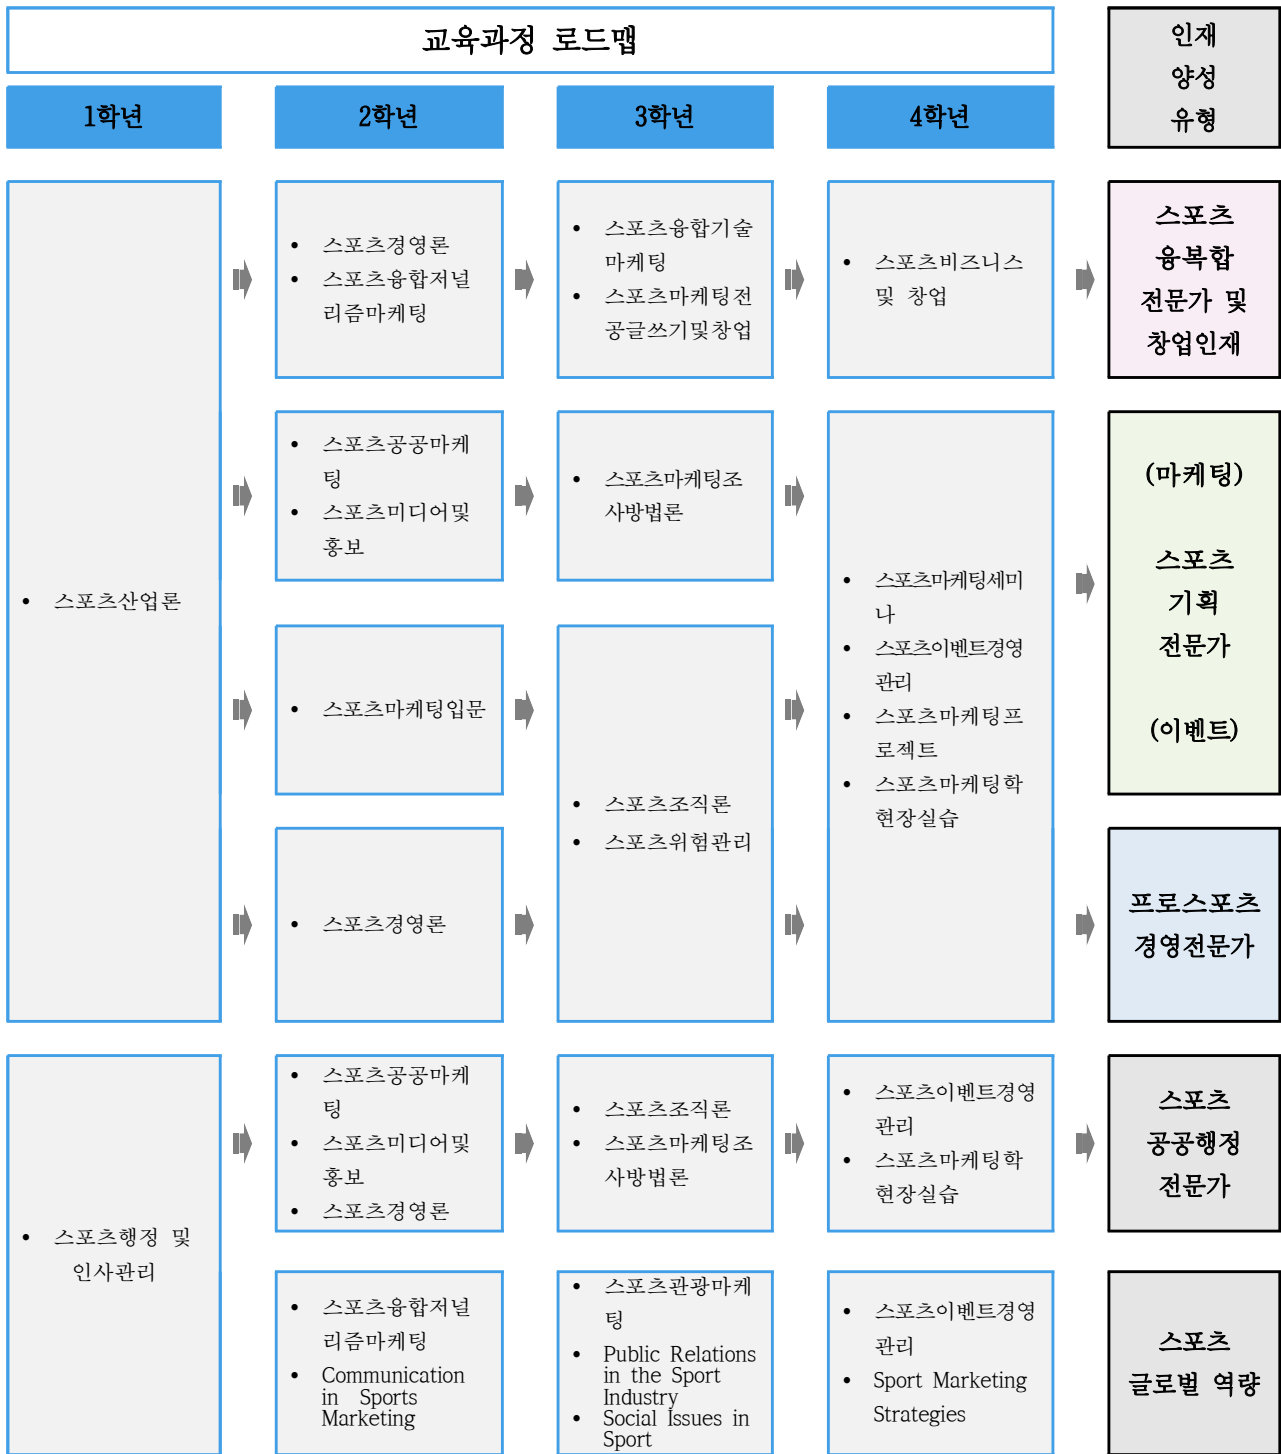 교육과정 로드맵
인재
양성
유형
1학년
2학년
3학년
4학년
• 스포츠산업론
• 스포츠경영론
• 스포츠융합저널
리즘마케팅
• 스포츠융합기술
마케팅
• 스포츠마케팅전
공글쓰기및창업
• 스포츠비즈니스
및 창업
스포츠
융복합
전문가 및
창업인재
• 스포츠공공마케
팅
• 스포츠미디어및
홍보
• 스포츠마케팅조
사방법론
• 스포츠마케팅세미
나
• 스포츠이벤트경영
관리
• 스포츠마케팅프
로젝트
• 스포츠마케팅학
현장실습
(마케팅)
스포츠
기획
전문가
(이벤트)
• 스포츠마케팅입문
• 스포츠조직론
• 스포츠위험관리
• 스포츠경영론
프로스포츠
경영전문가
• 스포츠행정 및
인사관리
• 스포츠공공마케
팅
• 스포츠미디어및
홍보
• 스포츠경영론
• 스포츠조직론
• 스포츠마케팅조
사방법론
• 스포츠이벤트경영
관리
• 스포츠마케팅학
현장실습
스포츠
공공행정
전문가
• 스포츠융합저널
리즘마케팅
• Communication
in Sports
Marketing
• 스포츠관광마케
팅
• Public Relations
in the Sport
Industry
• Social Issues in
Sport
• 스포츠이벤트경영
관리
• Sport Marketing
Strategies
스포츠
글로벌 역량